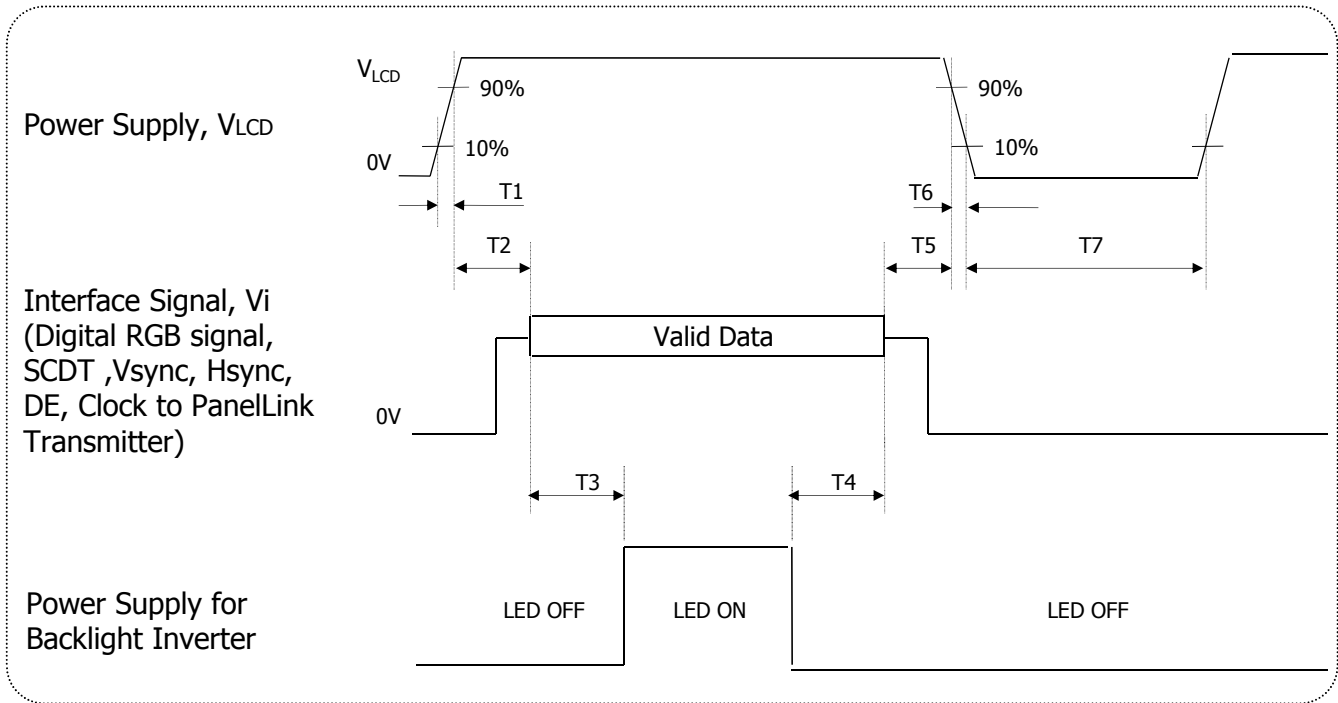 VLCD
90%
90%
Power Supply, VLCD
10%
10%
0V
T1
T6
T2
T5
T7
Interface Signal, Vi
(Digital RGB signal,
SCDT ,Vsync, Hsync,
DE, Clock to PanelLink
Transmitter)
Valid Data
0V
T3
T4
Power Supply for
Backlight Inverter
LED OFF
LED ON
LED OFF